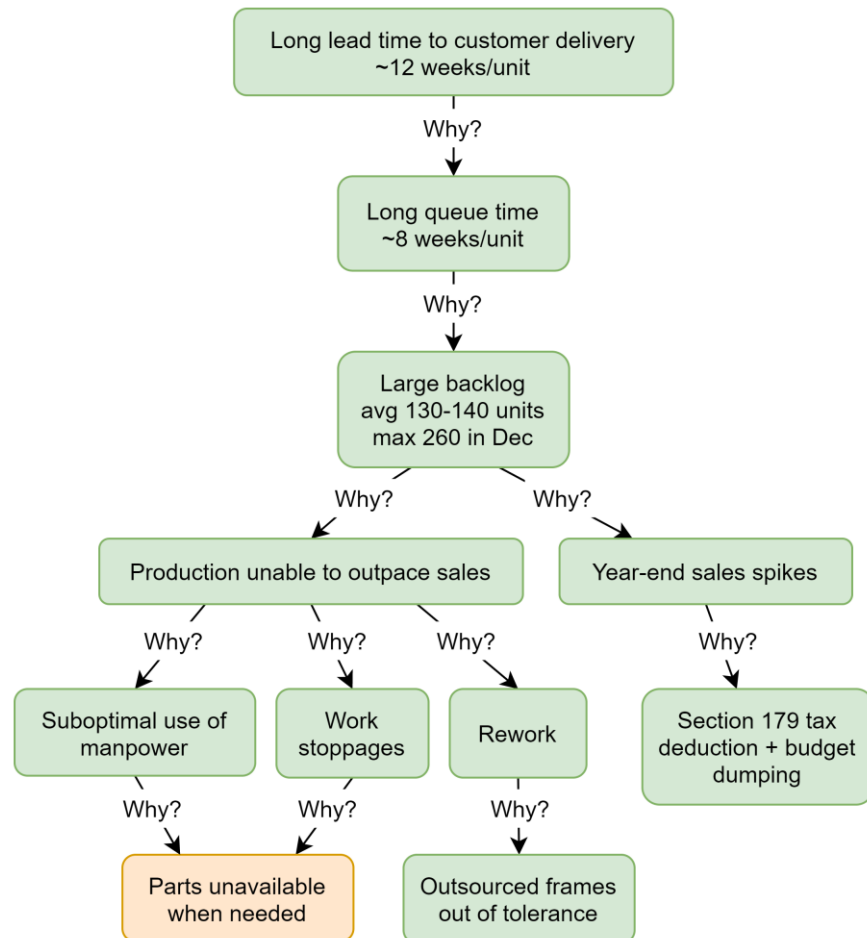 Long lead time to customer delivery
~12 weeks/unit
Why?
Long queue time
~8 weeks/unit
Why?
Large backlog
avg 130-140 units
max 260 in Dec
Why?
Why?
Production unable to outpace sales
Year-end sales spikes
Why?
Why?
Why?
Why?
Suboptimal use of
manpower
Work
stoppages
Rework
Section 179 tax
deduction + budget
dumping
Why?
Why?
Why?
Parts unavailable
when needed
Outsourced frames
out of tolerance